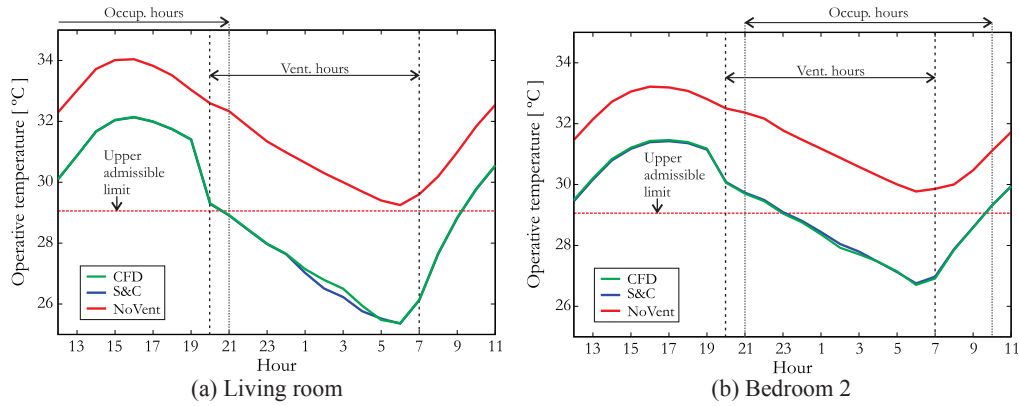 Occup. hours
Vent. hours
Upper
admissible
limit
Operative temperature [ °C ]
34
32
30
28
26
CFD
S&C
NoVent
13 15 17 19 21 23 1 3 5 7 9 11
Hour
(a) Living room
Occup. hours
Vent. hours
Upper
admissible
limit
Operative temperature [ °C ]
34
32
30
28
26
24
CFD
S&C
NoVent
13 15 17 19 21 23 1 3 5 7 9 11
Hour
(b) Bedroom 2